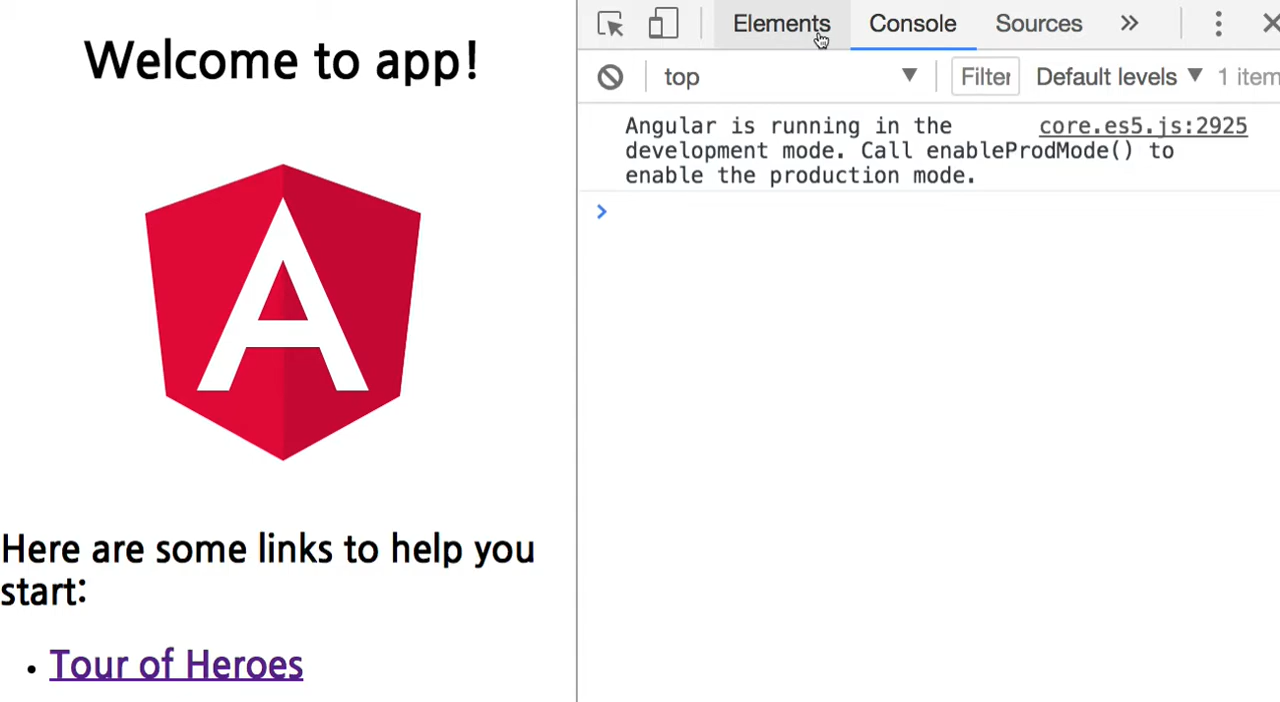 Welcome to app!
A
Here are some links to help you
start:
• Tour of Heroes
Elements Console Sources
top Filter Default levels 1 item
Angular is running in the core.es5.js:2925
development mode. Call enableProdMode() to
enable the production mode.